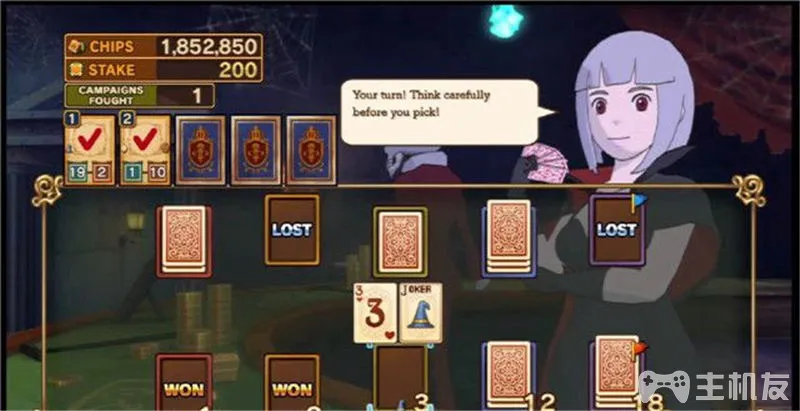 CHIPS 1,852,850
STAKE 200
CAMPAIGNS FOUGHT 1
Your turn! Think carefully
before you pick!
1 2
19 - 2 1 - 10
LOST LOST
3 JOKER
3
WON WON 3 12 18
主机友